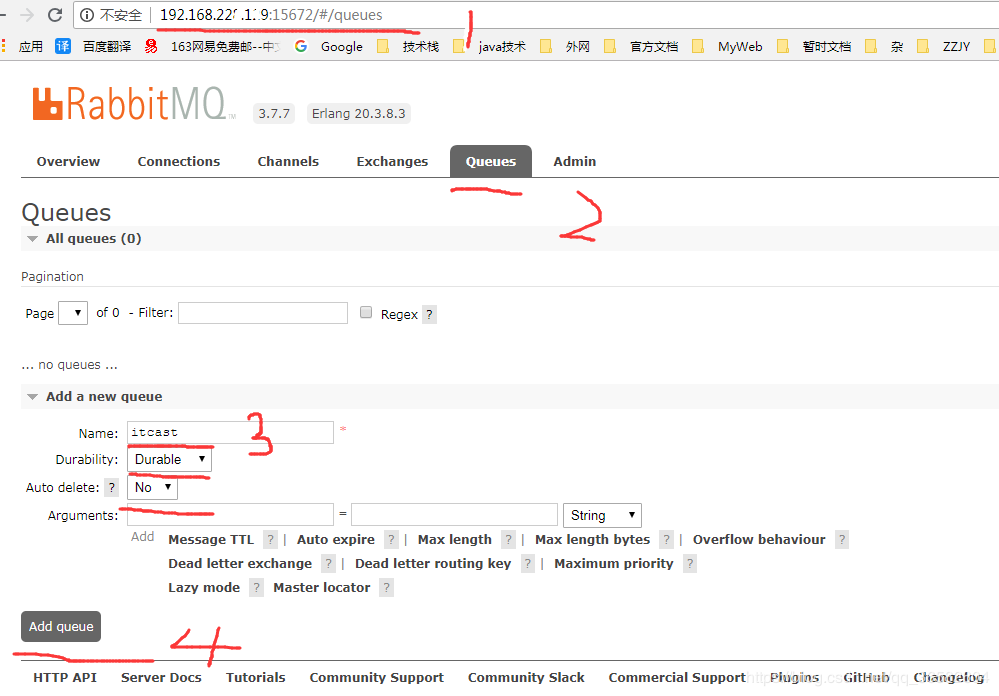 不安全 192.168.22 .1 9:15672/#/queues
1
应用 百度翻译 163网易免费邮--中 Google 技术栈 java技术 外网 官方文档 MyWeb 暂时文档 杂 ZZJY
RabbitMQ TM 3.7.7 Erlang 20.3.8.3
Overview Connections Channels Exchanges Queues Admin
2
Queues
All queues (0)
Pagination
Page of 0 - Filter: Regex ?
... no queues ...
Add a new queue
Name: itcast * 3
Durability: Durable
Auto delete: ? No
Arguments: = String
Add Message TTL ? | Auto expire ? | Max length ? | Max length bytes ? | Overflow behaviour ?
Dead letter exchange ? | Dead letter routing key ? | Maximum priority ?
Lazy mode ? | Master locator ?
Add queue
4
HTTP API Server Docs Tutorials Community Support Community Slack Commercial Support Plugins GitHub Changelog